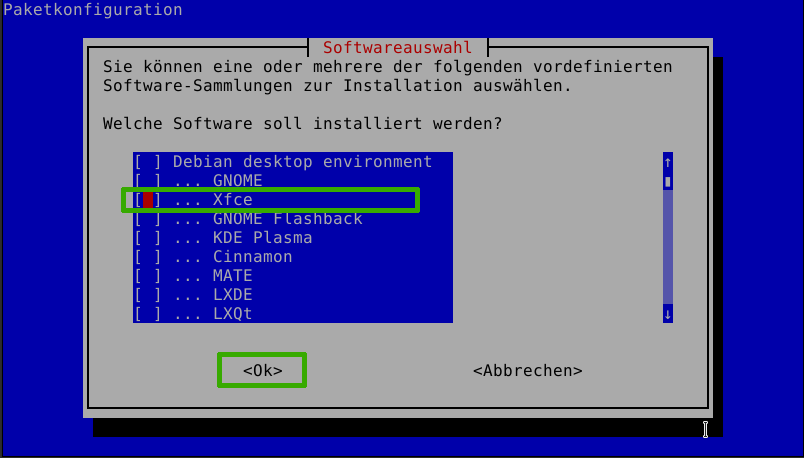 Paketkonfiguration
Softwareauswahl
Sie können eine oder mehrere der folgenden vordefinierten
Software-Sammlungen zur Installation auswählen.
Welche Software soll installiert werden?
[ ] Debian desktop environment
[ ] ... GNOME
[ ] ... Xfce
[ ] ... GNOME Flashback
[ ] ... KDE Plasma
[ ] ... Cinnamon
[ ] ... MATE
[ ] ... LXDE
[ ] ... LXQt
<Ok> <Abbrechen>